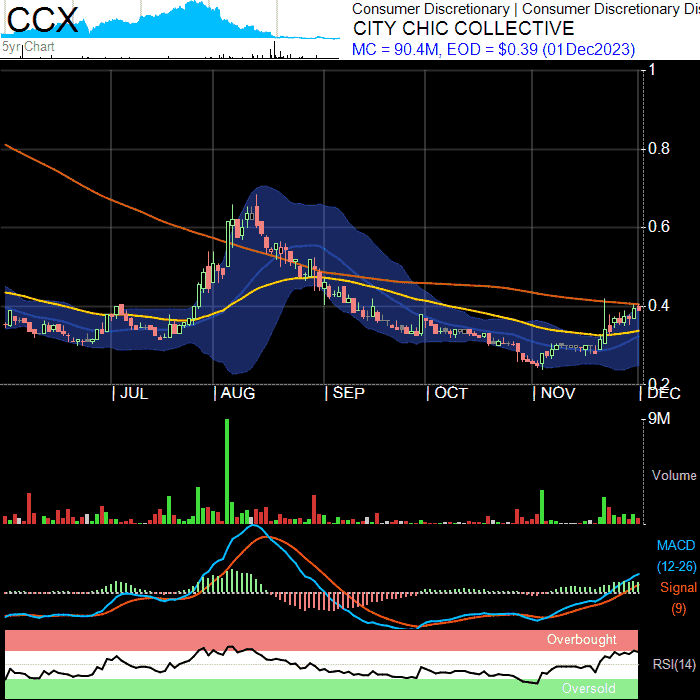 CCX
5yr Chart
Consumer Discretionary | Consumer Discretionary Dis
CITY CHIC COLLECTIVE
MC = 90.4M, EOD = $0.39 (01Dec2023)
1
0.8
0.6
0.4
0.2
| JUL | AUG | SEP | OCT | NOV | DEC
9M
Volume
MACD
(12-26)
Signal
(9)
Overbought
RSI(14)
Oversold